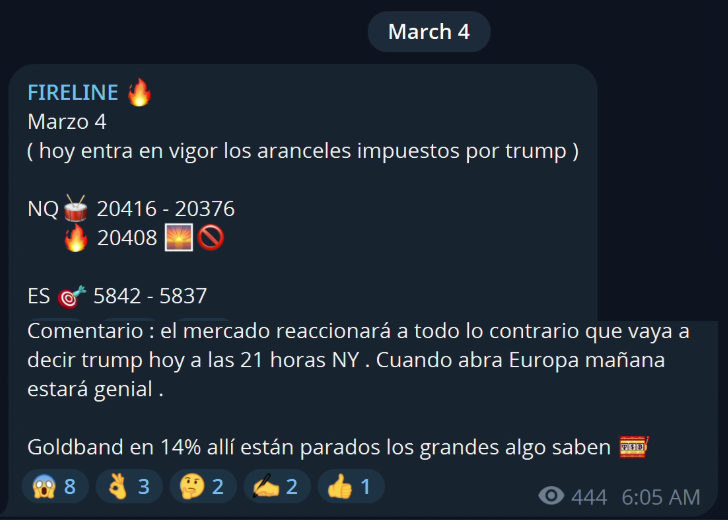 March 4
FIRELINE 🔥
Marzo 4
( hoy entra en vigor los aranceles impuestos por trump )
NQ 🥁 20416 - 20376
🔥 20408 🌅 🚫
ES 🎯 5842 - 5837
Comentario : el mercado reaccionará a todo lo contrario que vaya a
decir trump hoy a las 21 horas NY . Cuando abra Europa mañana
estará genial .
Goldband en 14% allí están parados los grandes algo saben 🧨
😱 8 👌 3 🤔 2 ✍️ 2 👍 1
444 6:05 AM